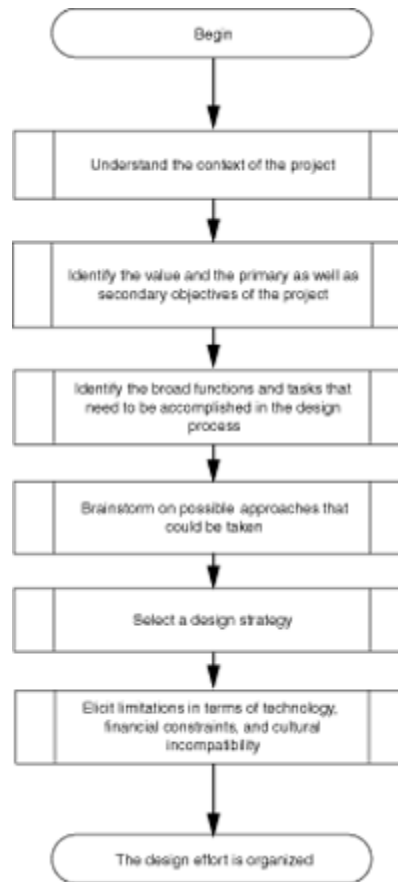 Begin
Understand the context of the project
Identify the value and the primary as well as
secondary objectives of the project
Identify the broad functions and tasks that
need to be accomplished in the design
process
Brainstorm on possible approaches that
could be taken
Select a design strategy
Elicit limitations in terms of technology,
financial constraints, and cultural
incompatibility
The design effort is organized